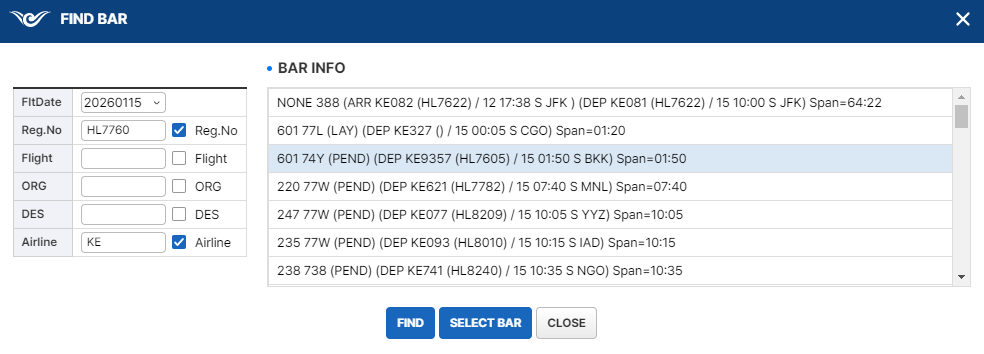 FIND BAR
BAR INFO
FltDate 20260115
Reg.No HL7760 Reg.No
Flight Flight
ORG ORG
DES DES
Airline KE Airline
NONE 388 (ARR KE082 (HL7622) / 12 17:38 S JFK ) (DEP KE081 (HL7622) / 15 10:00 S JFK) Span=64:22
601 77L (LAY) (DEP KE327 () / 15 00:05 S CGO) Span=01:20
601 74Y (PEND) (DEP KE9357 (HL7605) / 15 01:50 S BKK) Span=01:50
220 77W (PEND) (DEP KE621 (HL7782) / 15 07:40 S MNL) Span=07:40
247 77W (PEND) (DEP KE077 (HL8209) / 15 10:05 S YYZ) Span=10:05
235 77W (PEND) (DEP KE093 (HL8010) / 15 10:15 S IAD) Span=10:15
238 738 (PEND) (DEP KE741 (HL8240) / 15 10:35 S NGO) Span=10:35
FIND SELECT BAR CLOSE